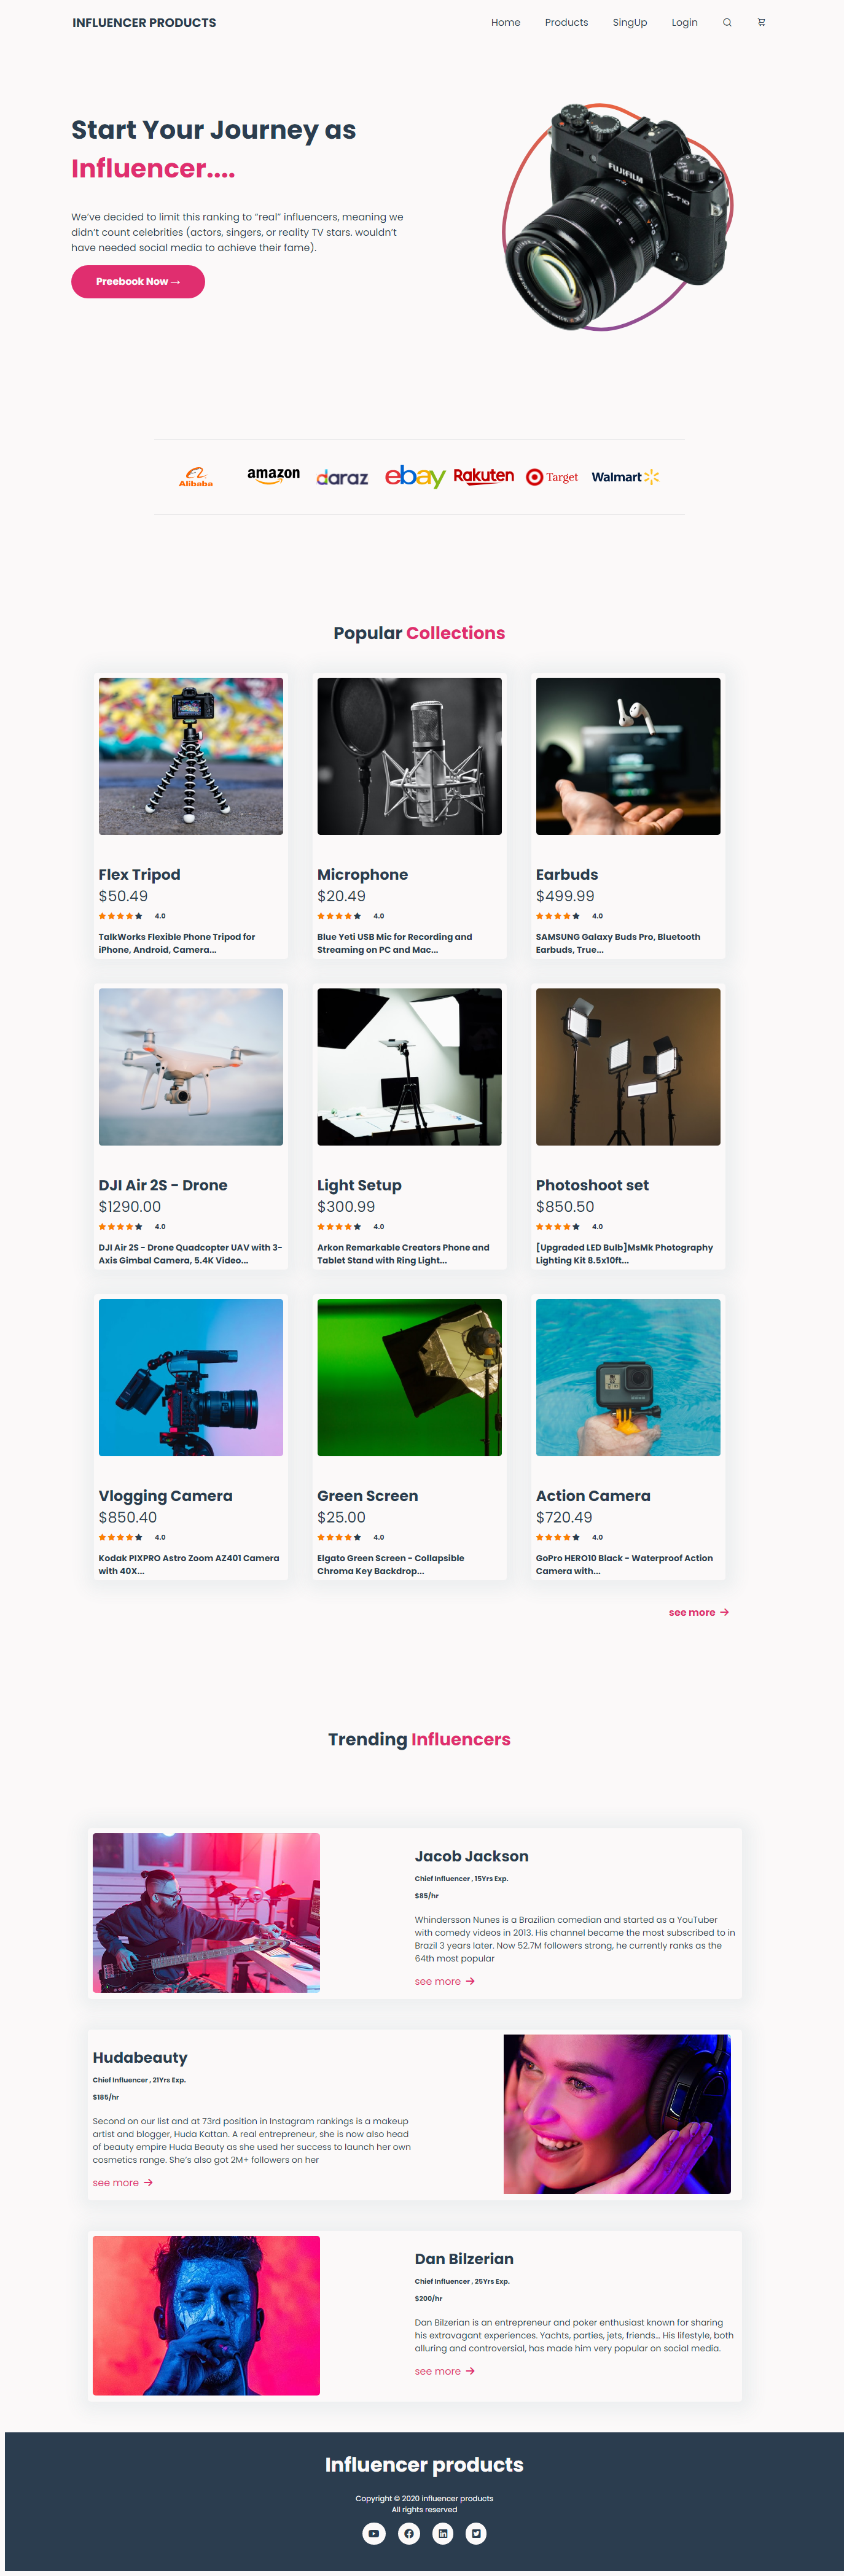 INFLUENCER PRODUCTS
Home
Products
SingUp
Login
Start Your Journey as
Influencer....
We've decided to limit this ranking to “real” influencers, meaning we
didn't count celebrities (actors, singers, or reality TV stars. wouldn't
have needed social media to achieve their fame).
Preebook Now →
FUJIFILM
X-T10
Alibaba
amazon
daraz
ebay
Rakuten
Target
Walmart
Popular Collections
Flex Tripod
$50.49
4.0
TalkWorks Flexible Phone Tripod for
iPhone, Android, Camera...
Microphone
$20.49
4.0
Blue Yeti USB Mic for Recording and
Streaming on PC and Mac...
Earbuds
$499.99
4.0
SAMSUNG Galaxy Buds Pro, Bluetooth
Earbuds, True...
DJI Air 2S - Drone
$1290.00
4.0
DJI Air 2S - Drone Quadcopter UAV with 3-
Axis Gimbal Camera, 5.4K Video...
Light Setup
$300.99
4.0
Arkon Remarkable Creators Phone and
Tablet Stand with Ring Light...
Photoshoot set
$850.50
4.0
[Upgraded LED Bulb]MsMk Photography
Lighting Kit 8.5x10ft...
Vlogging Camera
$850.40
4.0
Kodak PIXPRO Astro Zoom AZ401 Camera
with 40X...
Green Screen
$25.00
4.0
Elgato Green Screen - Collapsible
Chroma Key Backdrop...
Action Camera
$720.49
4.0
GoPro HERO10 Black - Waterproof Action
Camera with...
see more →
Trending Influencers
Jacob Jackson
Chief Influencer , 15Yrs Exp.
$85/hr
Whindersson Nunes is a Brazilian comedian and started as a YouTuber
with comedy videos in 2013. His channel became the most subscribed to in
Brazil 3 years later. Now 52.7M followers strong, he currently ranks as the
64th most popular
see more →
Hudabeauty
Chief Influencer , 21Yrs Exp.
$185/hr
Second on our list and at 73rd position in Instagram rankings is a makeup
artist and blogger, Huda Kattan. A real entrepreneur, she is now also head
of beauty empire Huda Beauty as she used her success to launch her own
cosmetics range. She's also got 2M+ followers on her
see more →
Dan Bilzerian
Chief Influencer , 25Yrs Exp.
$200/hr
Dan Bilzerian is an entrepreneur and poker enthusiast known for sharing
his extravagant experiences. Yachts, parties, jets, friends... His lifestyle, both
alluring and controversial, has made him very popular on social media.
see more →
Influencer products
Copyright © 2020 influencer products
All rights reserved